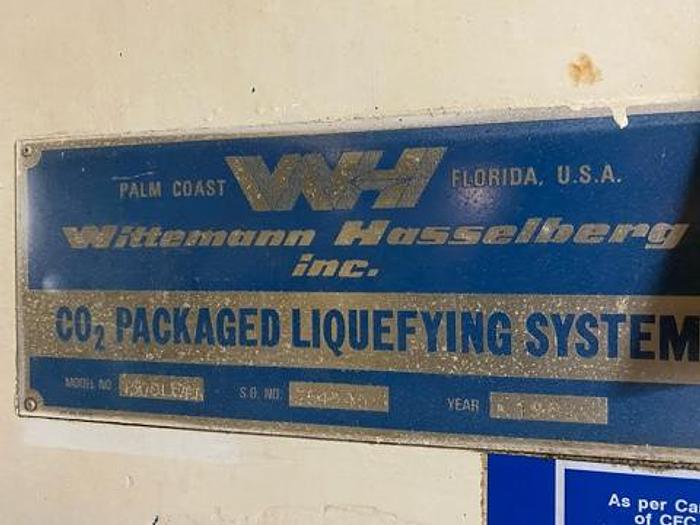 PALM COAST WH FLORIDA, U.S.A.
Wittemann Hasselberg
inc.
CO₂ PACKAGED LIQUEFYING SYSTEM
MODEL NO S.O. NO. YEAR
As per Ca
of CFC